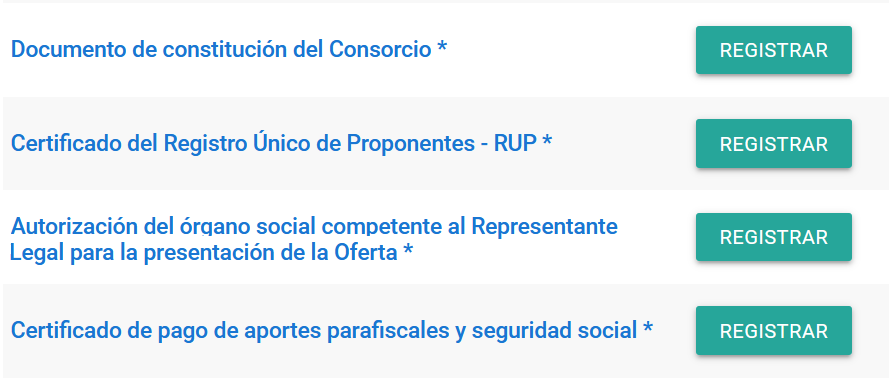 Documento de constitución del Consorcio *
REGISTRAR
Certificado del Registro Único de Proponentes - RUP *
REGISTRAR
Autorización del órgano social competente al Representante
Legal para la presentación de la Oferta *
REGISTRAR
Certificado de pago de aportes parafiscales y seguridad social *
REGISTRAR